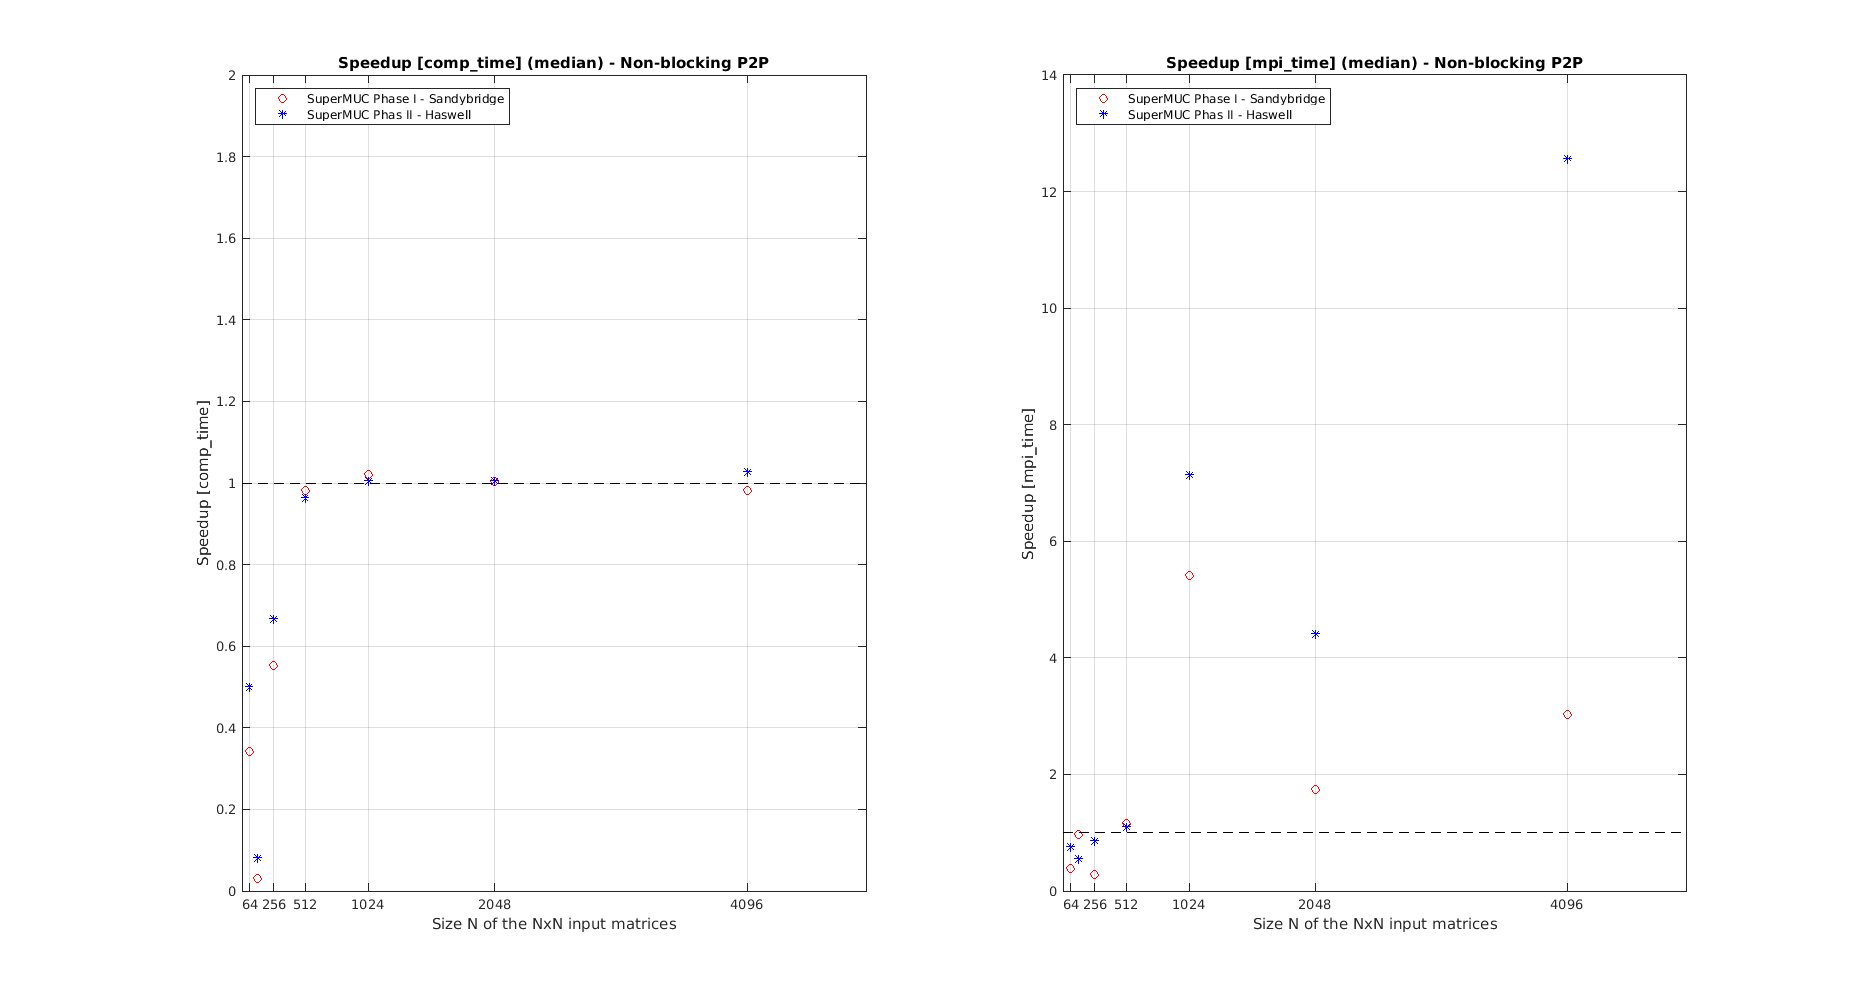 Speedup [comp_time] (median) - Non-blocking P2P
SuperMUC Phase I - Sandybridge
SuperMUC Phas II - Haswell
2
1.8
1.6
1.4
1.2
1
0.8
0.6
0.4
0.2
0
Speedup [comp_time]
64 256 512 1024 2048 4096
Size N of the NxN input matrices
Speedup [mpi_time] (median) - Non-blocking P2P
SuperMUC Phase I - Sandybridge
SuperMUC Phas II - Haswell
14
12
10
8
6
4
2
0
Speedup [mpi_time]
64 256 512 1024 2048 4096
Size N of the NxN input matrices